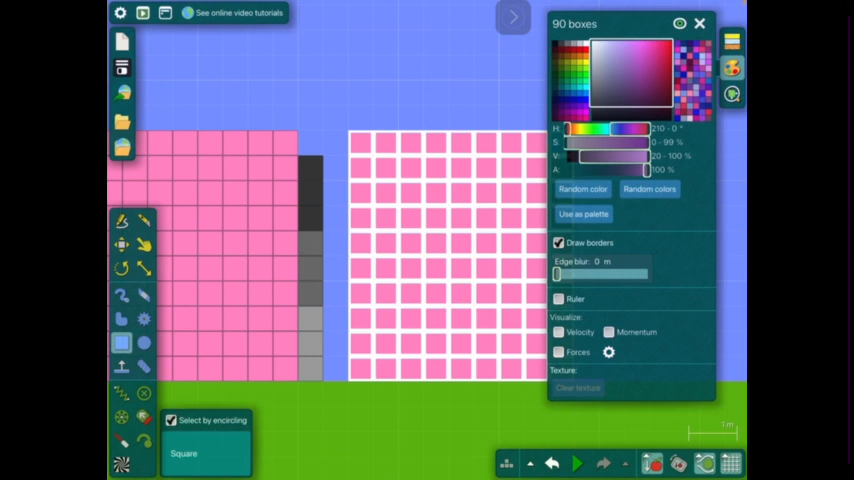 See online video tutorials
90 boxes
H: 210 - 0 °
S: 0 - 99 %
V: 20 - 100 %
A: 100 %
Random color Random colors
Use as palette
Draw borders
Edge blur: 0 m
Ruler
Visualize:
Velocity Momentum
Forces
Texture:
Clear texture
Select by encircling
Square
1 m